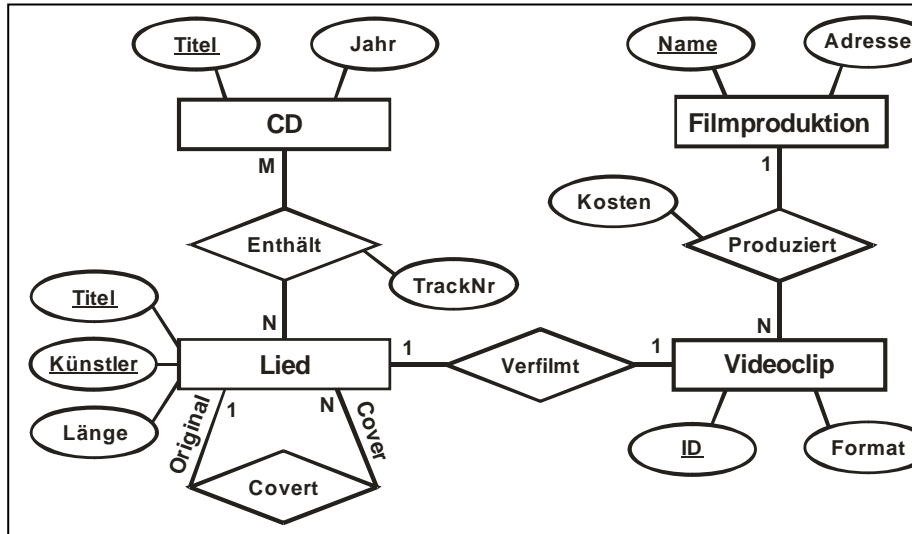 Titel
Jahr
Name
Adresse
CD
Filmproduktion
M
1
Kosten
Enthält
Produziert
TrackNr
Titel
N
N
Künstler
Lied
1
Verfilmt
1
Videoclip
Länge
Original
1
N
Cover
Covert
ID
Format